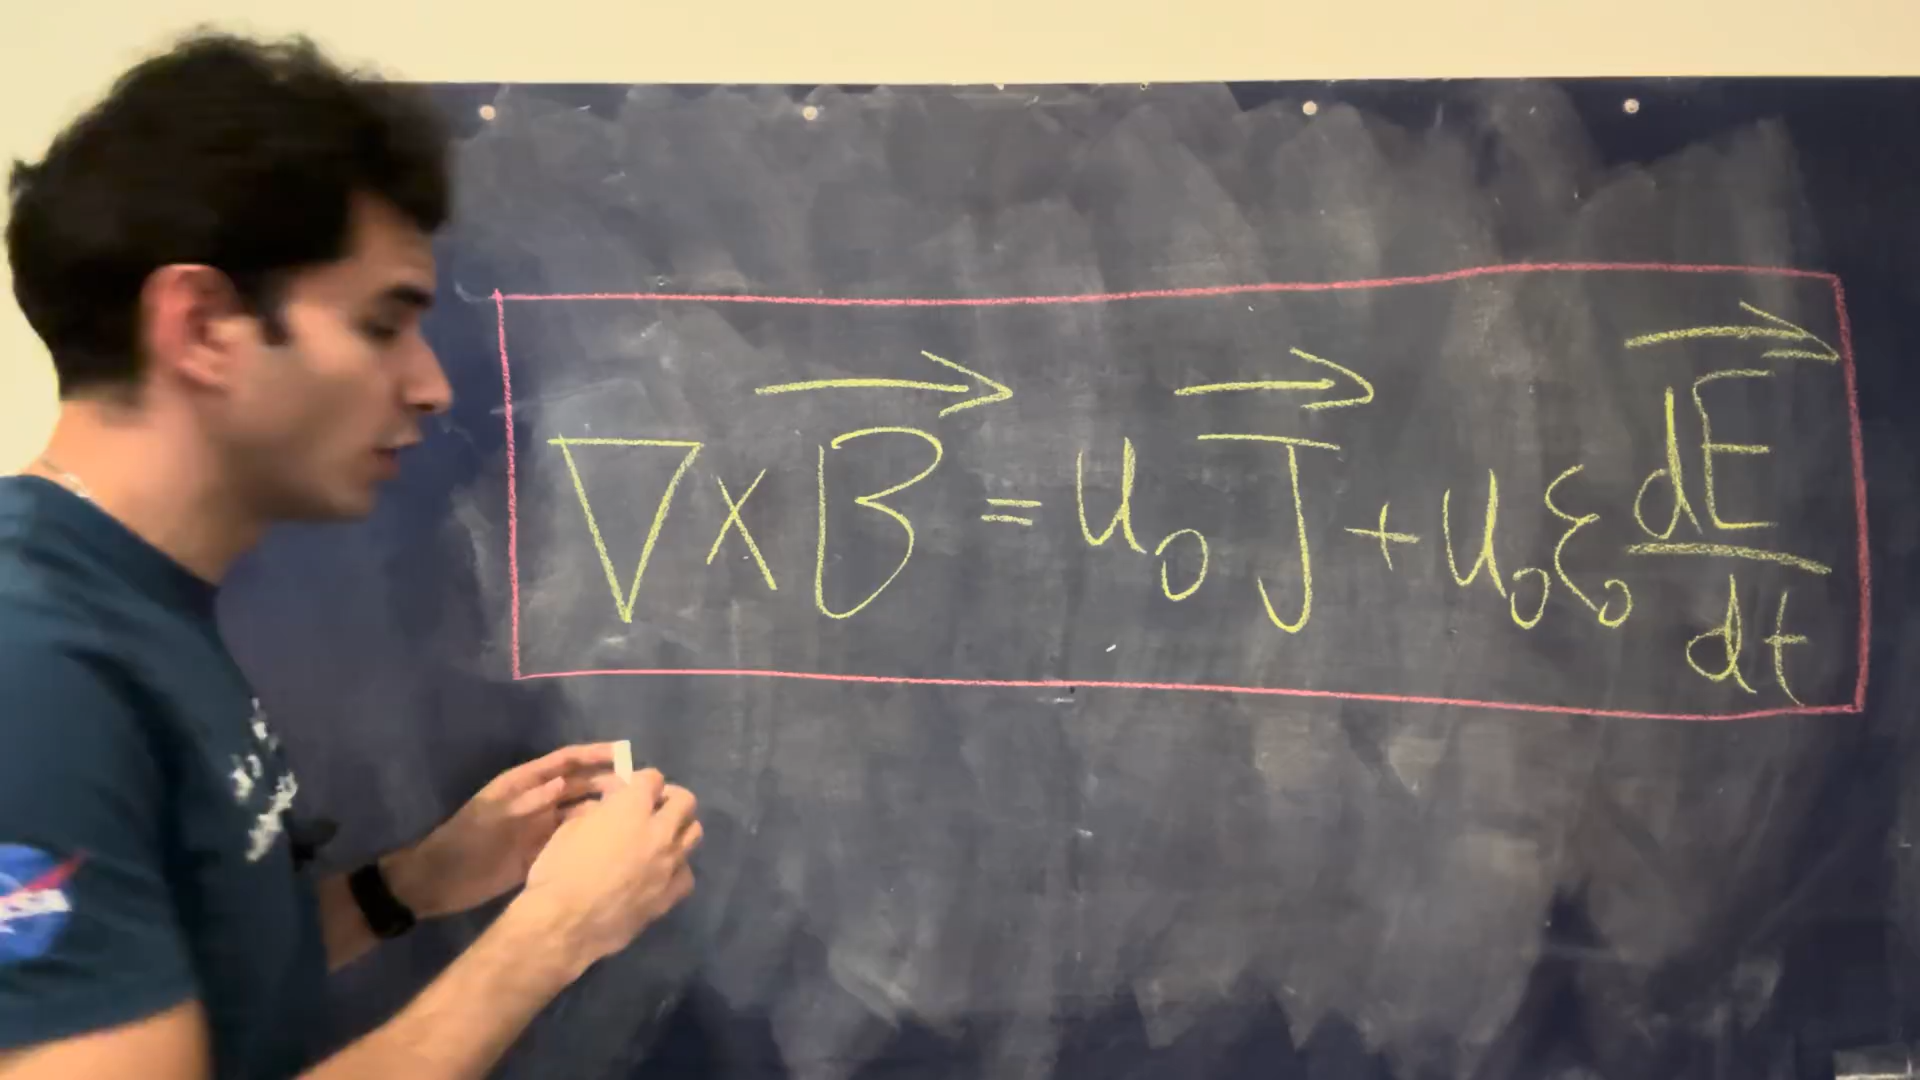 ∇×B⃗ = u₀J⃗ + u₀ε₀ dE⃗/dt